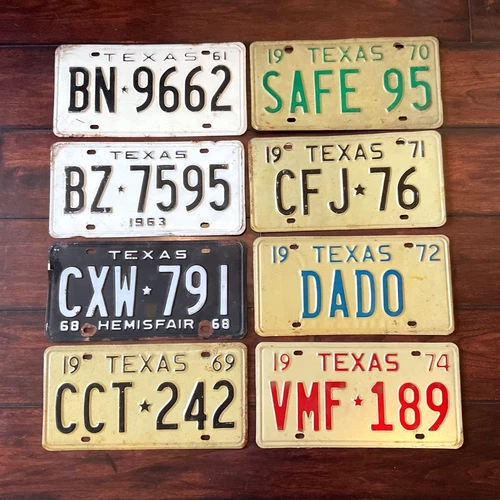 TEXAS 61
BN★9662
TEXAS
BZ★7595
1963
TEXAS
CXW★791
68 HEMISFAIR 68
19 TEXAS 69
CCT★242
19 TEXAS 70
SAFE 95
19 TEXAS 71
CFJ★76
19 TEXAS 72
DADO
19 TEXAS 74
VMF★189